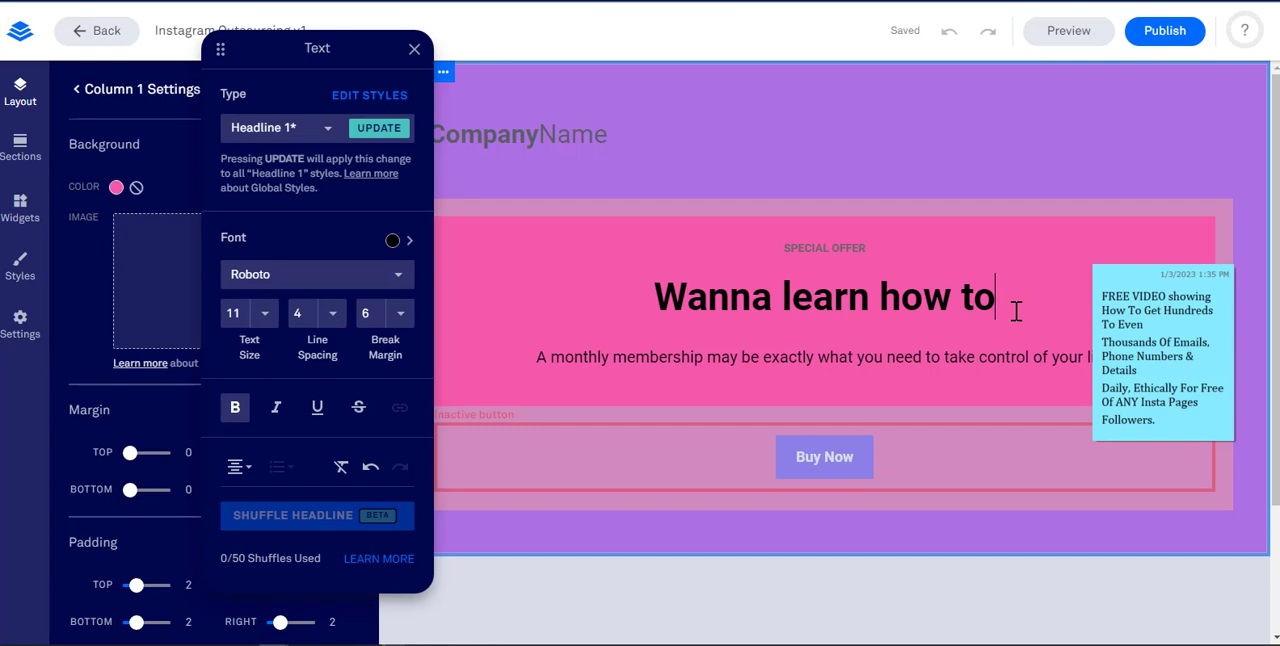 Back
Instagram Outsourcing v1
Saved
Preview
Publish
?
Layout
Sections
Widgets
Styles
Settings
Column 1 Settings
Background
COLOR
IMAGE
Learn more about
Margin
TOP 0
BOTTOM 0
Padding
TOP 2
BOTTOM 2
RIGHT 2
Text
Type
EDIT STYLES
Headline 1*
UPDATE
Pressing UPDATE will apply this change
to all “Headline 1” styles. Learn more
about Global Styles.
Font
Roboto
11 4 6
Text Size
Line Spacing
Break Margin
B I U S
SHUFFLE HEADLINE BETA
0/50 Shuffles Used
LEARN MORE
CompanyName
SPECIAL OFFER
Wanna learn how to
A monthly membership may be exactly what you need to take control of your
Inactive button
Buy Now
1/3/2023 1:35 PM
FREE VIDEO showing
How To Get Hundreds
To Even
Thousands Of Emails,
Phone Numbers &
Details
Daily, Ethically For Free
Of ANY Insta Pages
Followers.